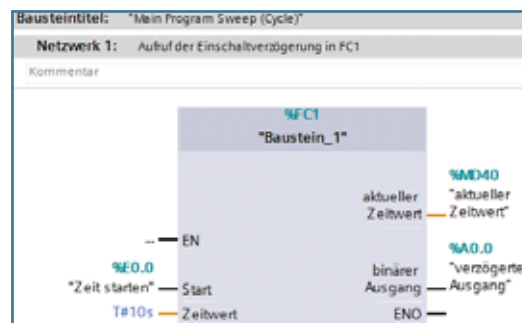 Bausteintitel: "Main Program Sweep (Cycle)"
Netzwerk 1: Aufruf der Einschaltverzögerung in FC1
Kommentar
%FC1
"Baustein_1"
%MD40
aktueller "aktueller
Zeitwert Zeitwert"
... EN
%A0.0
%E0.0 binärer "verzögerte
"Zeit starten" Start Ausgang Ausgang"
T#10s Zeitwert ENO